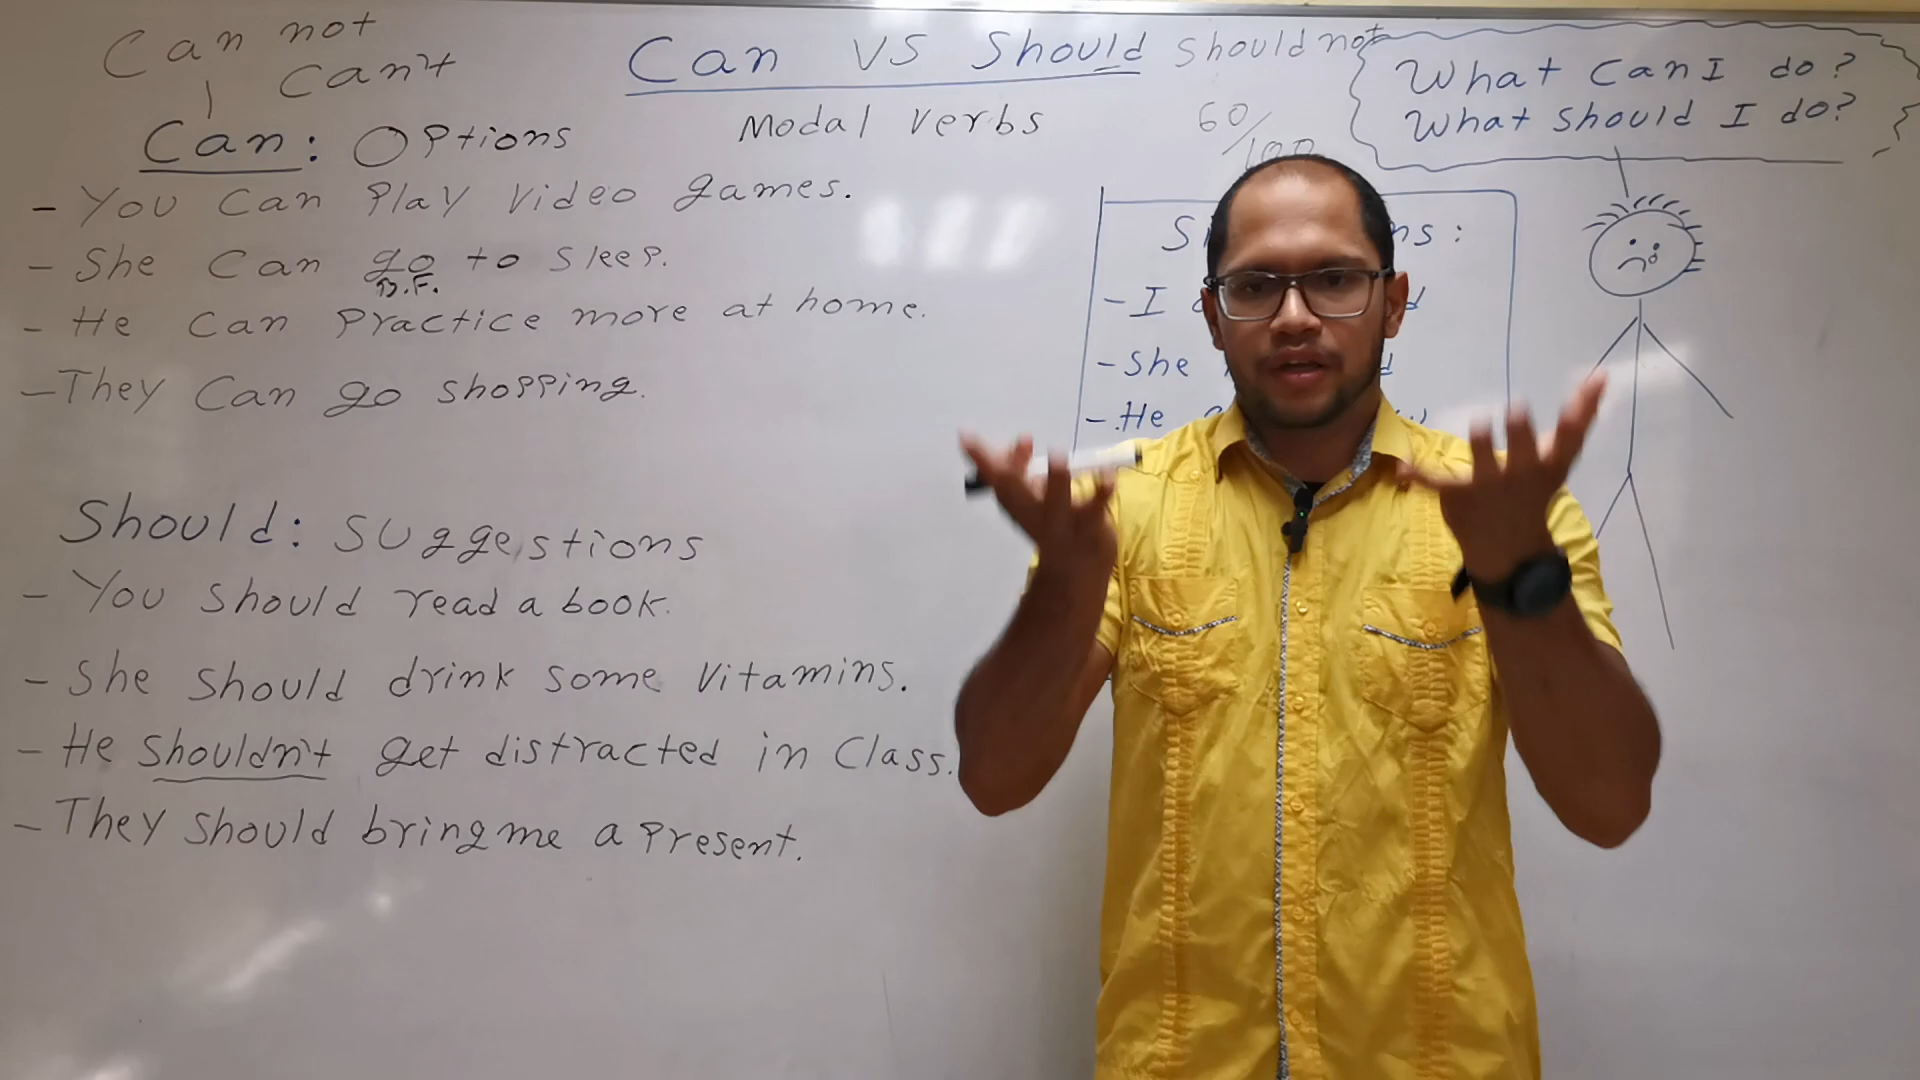 Can not
Can't
Can VS Should Should not
Modal verbs
60/100
What Can I do?
What should I do?
Can: Options
- You Can Play Video games.
- She Can go to sleep.
B.F.
- He Can Practice more at home.
- They Can go shopping.
Should: Suggestions
- You should read a book.
- She should drink some Vitamins.
- He shouldn't get distracted in Class.
- They should bring me a Present.
- I
- She
- He